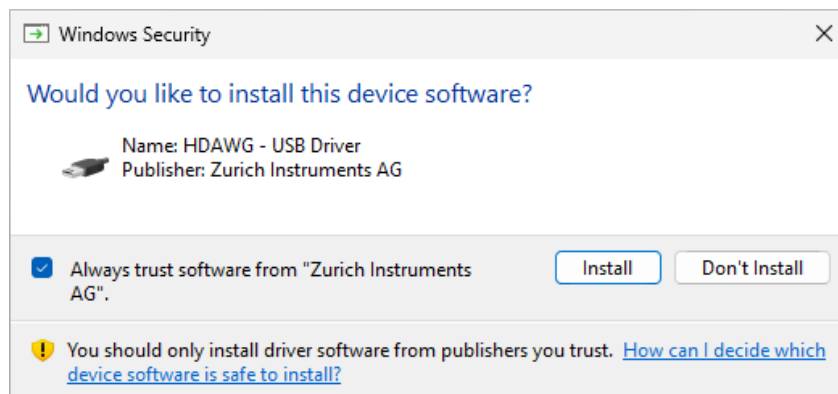 Windows Security
Would you like to install this device software?
Name: HDAWG - USB Driver
Publisher: Zurich Instruments AG
Always trust software from "Zurich Instruments
AG".
Install
Don't Install
You should only install driver software from publishers you trust. How can I decide which
device software is safe to install?